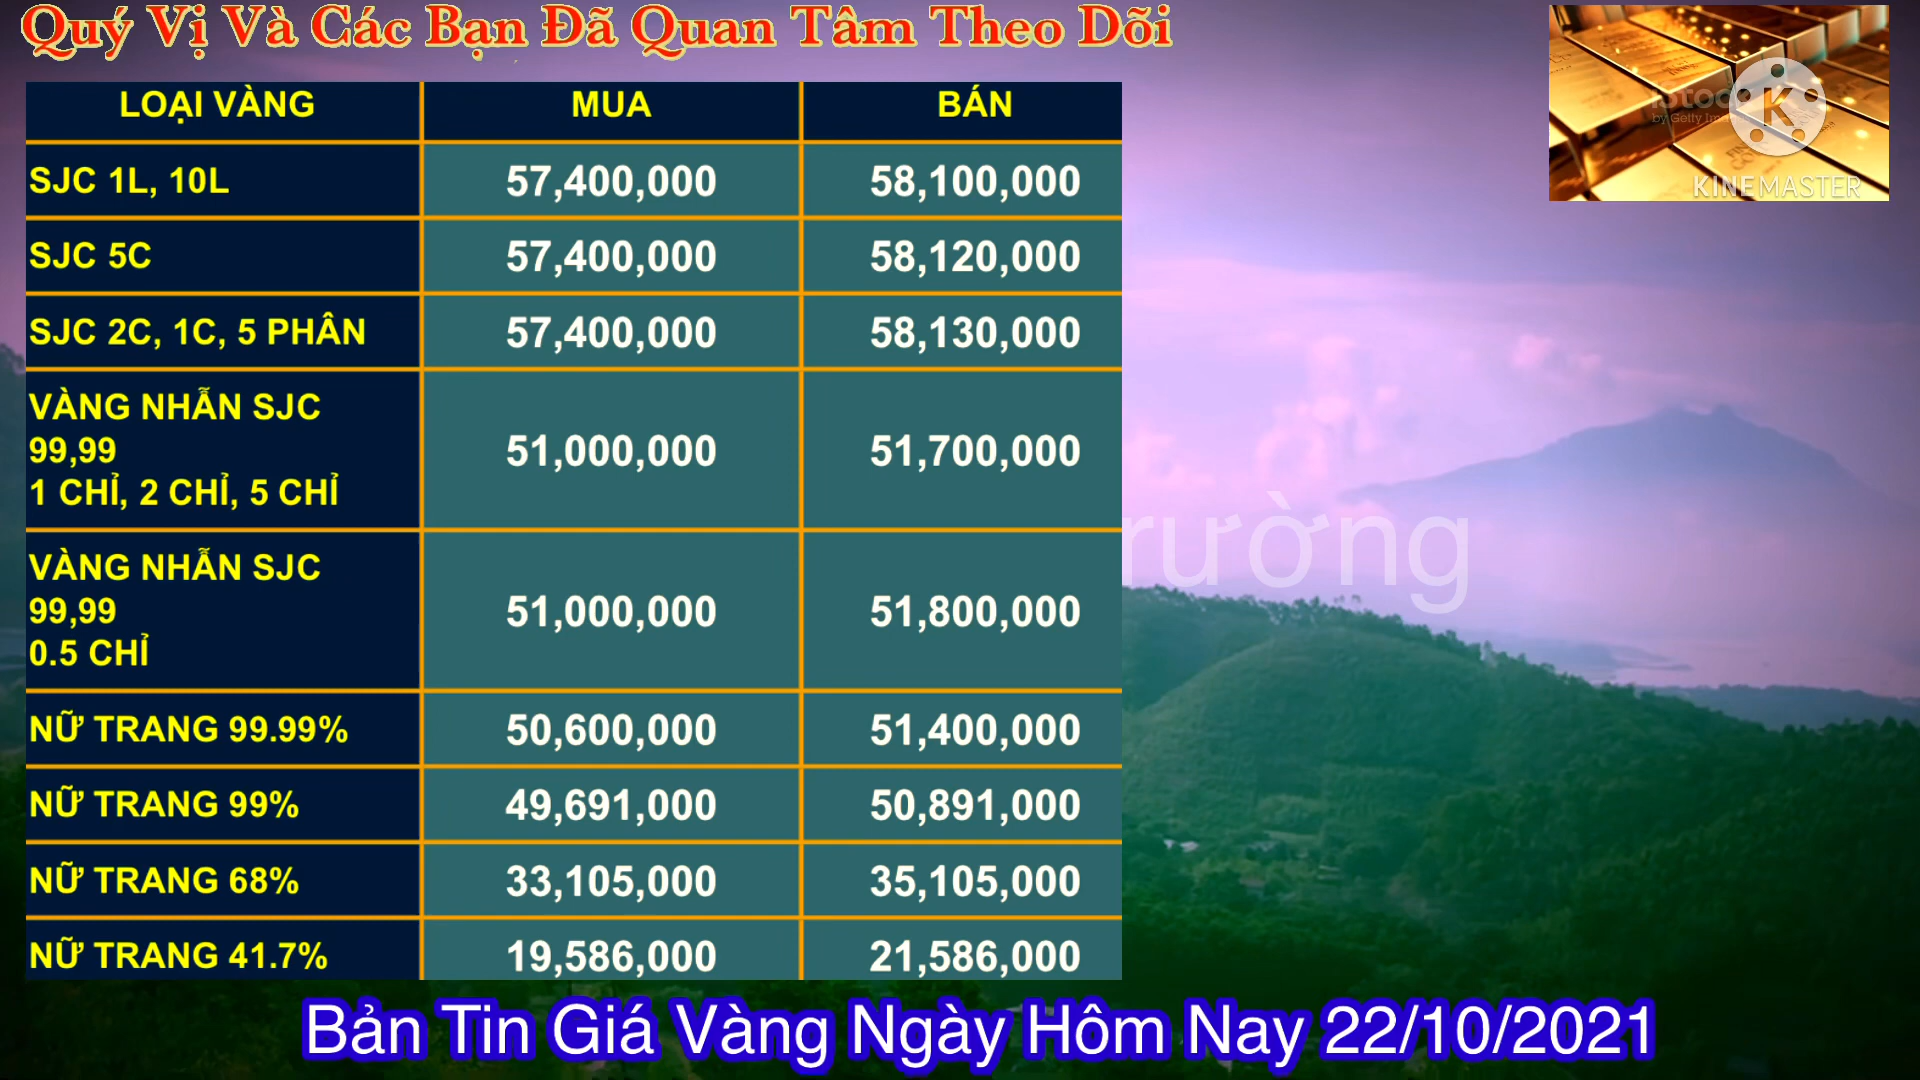 Quý Vị Và Các Bạn Đã Quan Tâm Theo Dõi
LOẠI VÀNG MUA BÁN
SJC 1L, 10L 57,400,000 58,100,000
SJC 5C 57,400,000 58,120,000
SJC 2C, 1C, 5 PHÂN 57,400,000 58,130,000
VÀNG NHẪN SJC
99,99
1 CHỈ, 2 CHỈ, 5 CHỈ 51,000,000 51,700,000
VÀNG NHẪN SJC
99,99
0.5 CHỈ 51,000,000 51,800,000
NỮ TRANG 99.99% 50,600,000 51,400,000
NỮ TRANG 99% 49,691,000 50,891,000
NỮ TRANG 68% 33,105,000 35,105,000
NỮ TRANG 41.7% 19,586,000 21,586,000
rường
K
KINEMASTER
Bản Tin Giá Vàng Ngày Hôm Nay 22/10/2021